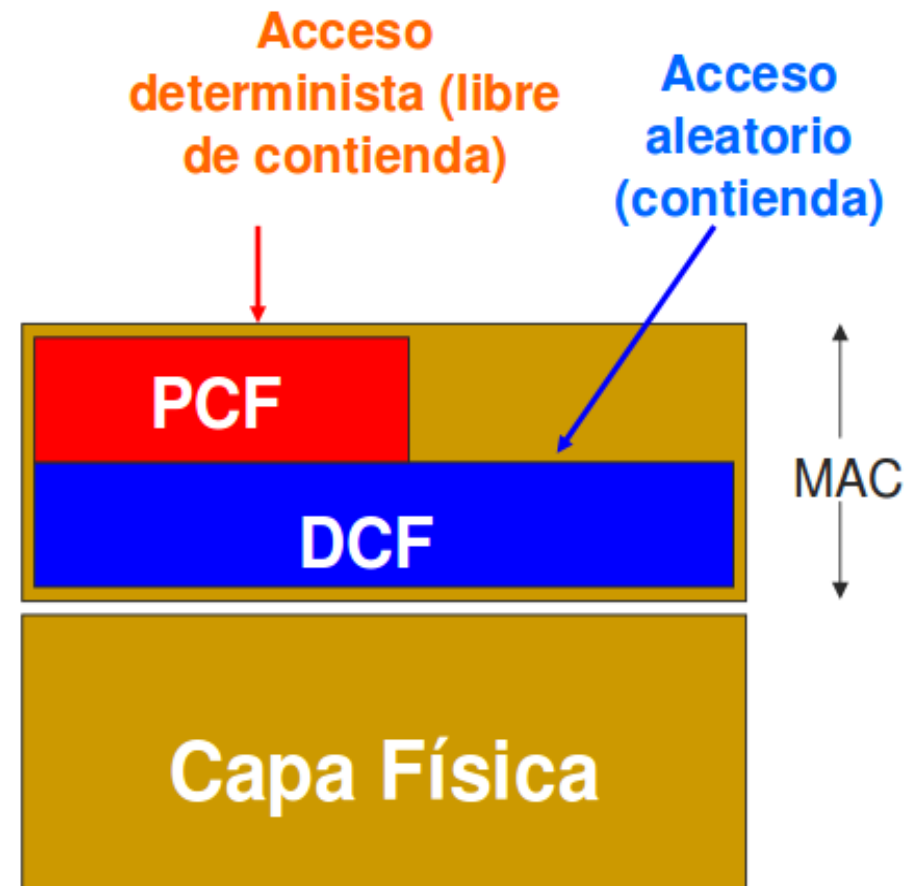 Acceso
determinista (libre
de contienda)
Acceso
aleatorio
(contienda)
PCF
DCF
MAC
Capa Física